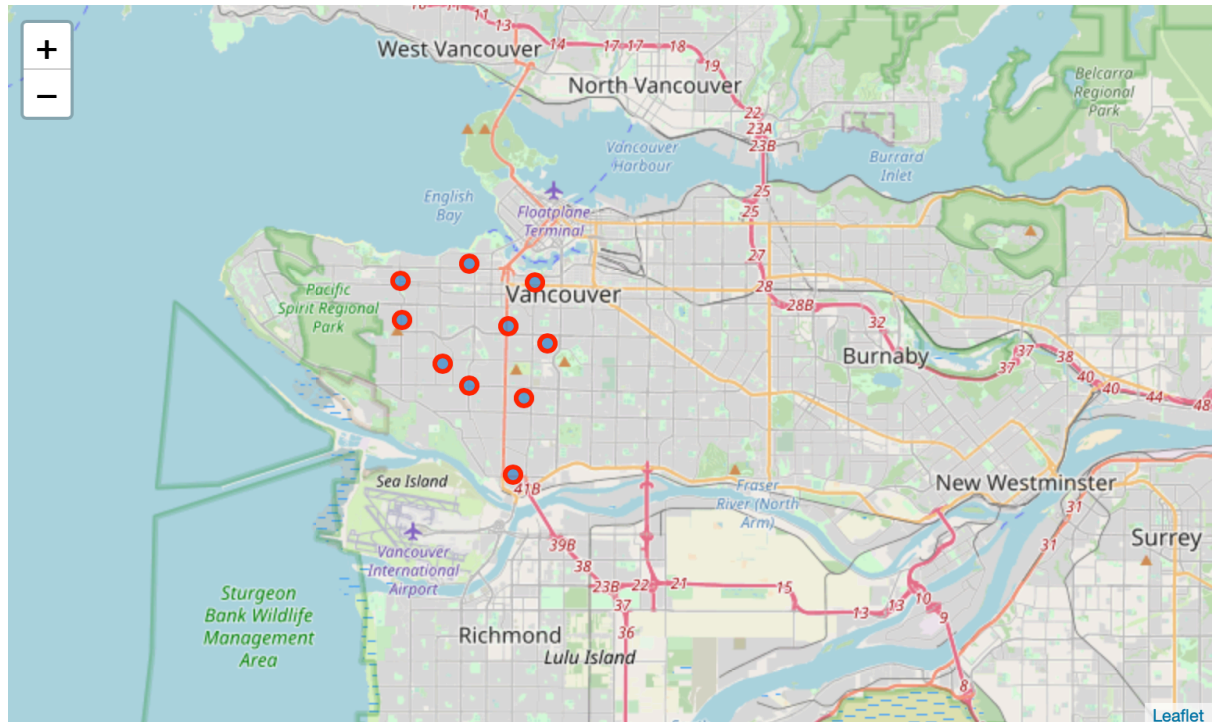 +
−
10
11
13
14
17
17
18
19
22
23A
23B
West Vancouver
North Vancouver
Belcarra
Regional
Park
Vancouver
Harbour
Burrard
Inlet
English
Bay
Floatplane
Terminal
25
25
27
28
28B
32
37
37
38
40
40
44
48
Pacific
Spirit Regional
Park
Vancouver
Burnaby
Sea Island
41B
Fraser
River (North
Arm)
New Westminster
31
31
Surrey
Vancouver
International
Airport
39B
38
23B
22
21
15
13
13
10
9
8
37
36
Sturgeon
Bank Wildlife
Management
Area
Richmond
Lulu Island
Leaflet